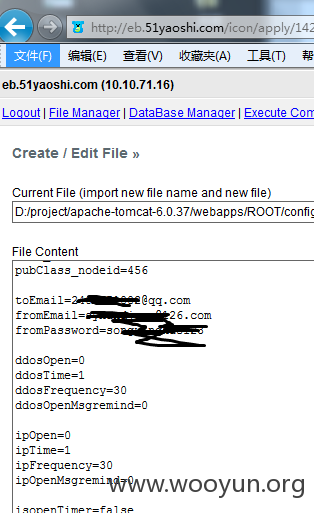 http://eb.51yaoshi.com/icon/apply/142
文件(F) 编辑(E) 查看(V) 收藏夹(A) 工具(T) 帮
eb.51yaoshi.com (10.10.71.16)
Logout | File Manager | DataBase Manager | Execute Com
Create / Edit File »
Current File (import new file name and new file)
D:/project/apache-tomcat-6.0.37/webapps/ROOT/config
File Content
pubClass_nodeid=456
toEmail= @qq.com
fromEmail= @126.com
fromPassword=
ddosOpen=0
ddosTime=1
ddosFrequency=30
ddosOpenMsgremind=0
ipOpen=0
ipTime=1
ipFrequency=30
ipOpenMsgremind=0
www.wooyun.org
isopenTimer=false